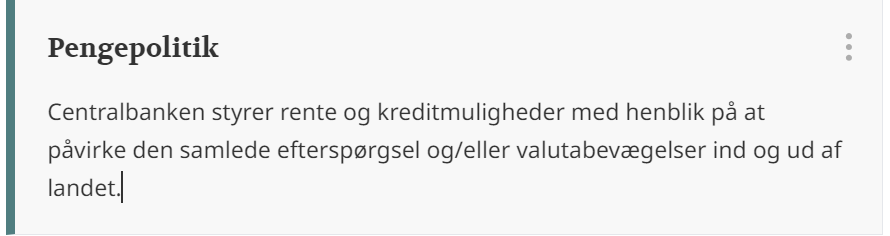 Pengepolitik
Centralbanken styrer rente og kreditmuligheder med henblik på at
påvirke den samlede efterspørgsel og/eller valutabevægelser ind og ud af
landet.